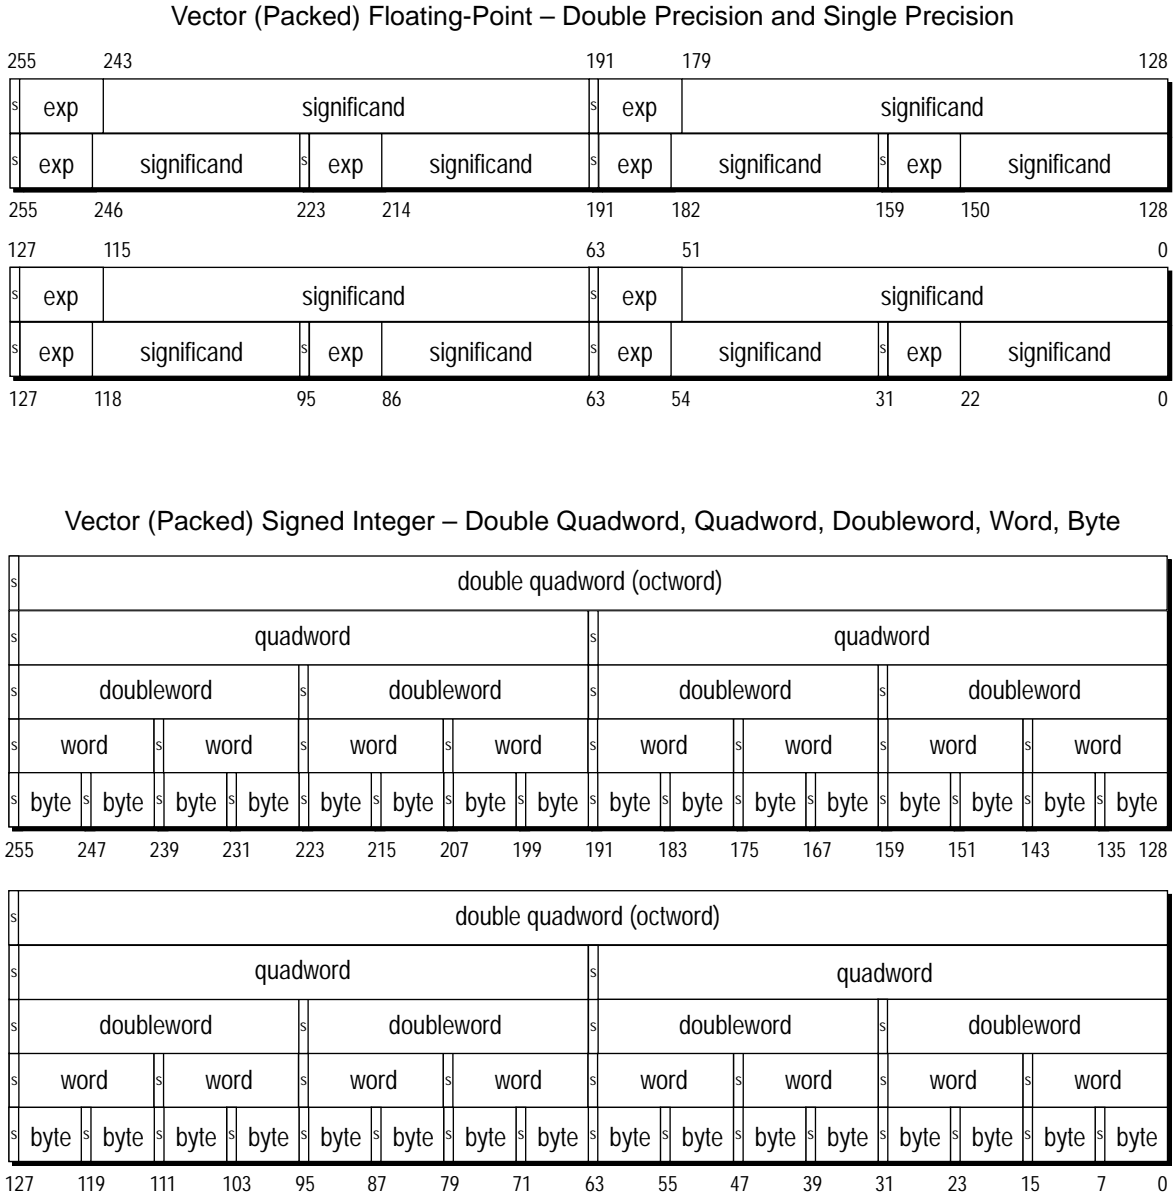 Vector (Packed) Floating-Point – Double Precision and Single Precision
255 243 191 179 128
s exp significand s exp significand
s exp significand s exp significand s exp significand s exp significand
255 246 223 214 191 182 159 150 128
127 115 63 51 0
s exp significand s exp significand
s exp significand s exp significand s exp significand s exp significand
127 118 95 86 63 54 31 22 0
Vector (Packed) Signed Integer – Double Quadword, Quadword, Doubleword, Word, Byte
s double quadword (octword)
s quadword s quadword
s doubleword s doubleword s doubleword s doubleword
s word s word s word s word s word s word s word s word
s byte s byte s byte s byte s byte s byte s byte s byte s byte s byte s byte s byte s byte s byte s byte s byte
255 247 239 231 223 215 207 199 191 183 175 167 159 151 143 135 128
s double quadword (octword)
s quadword s quadword
s doubleword s doubleword s doubleword s doubleword
s word s word s word s word s word s word s word s word
s byte s byte s byte s byte s byte s byte s byte s byte s byte s byte s byte s byte s byte s byte s byte s byte
127 119 111 103 95 87 79 71 63 55 47 39 31 23 15 7 0